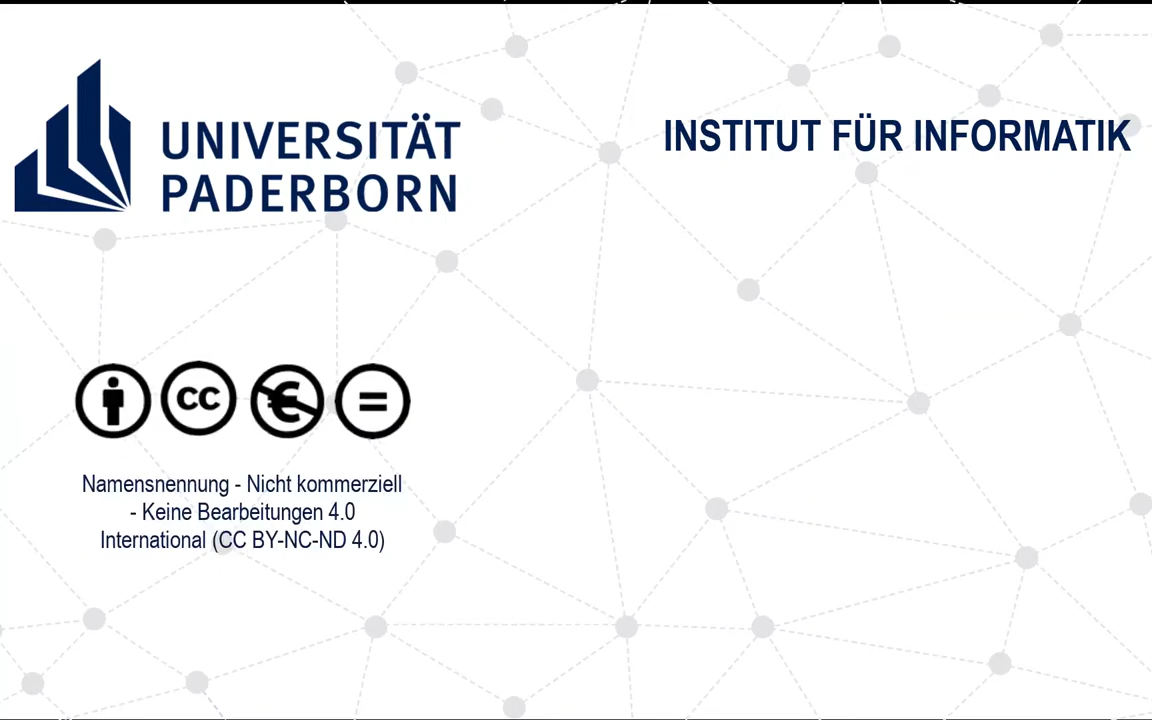 UNIVERSITÄT
PADERBORN
INSTITUT FÜR INFORMATIK
cc
Namensnennung - Nicht kommerziell
- Keine Bearbeitungen 4.0
International (CC BY-NC-ND 4.0)